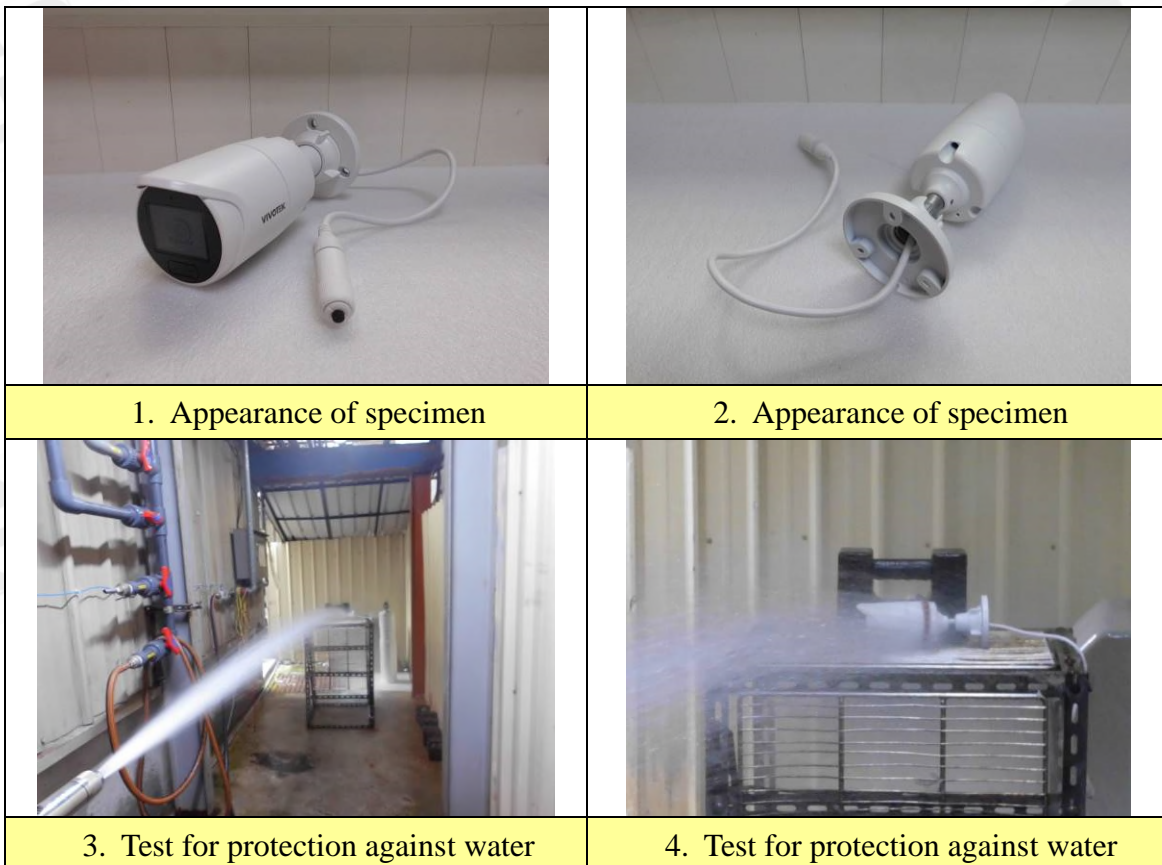 VIVOTEK
1. Appearance of specimen
2. Appearance of specimen
3. Test for protection against water
4. Test for protection against water